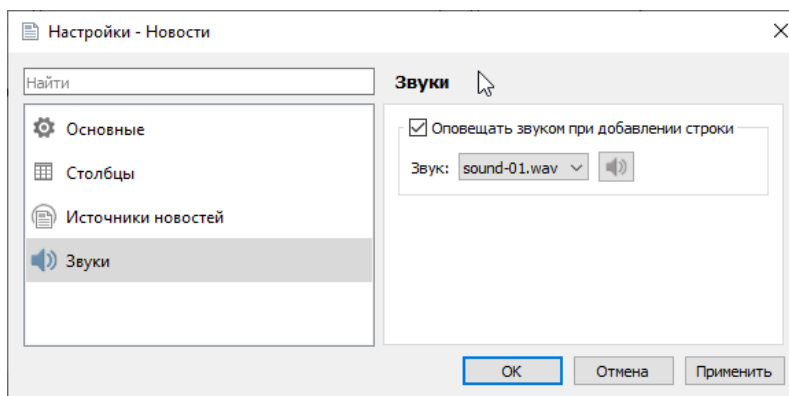 Настройки - Новости
Найти
Основные
Столбцы
Источники новостей
Звуки
Звуки
Оповещать звуком при добавлении строки
Звук: sound-01.wav
OK Отмена Применить